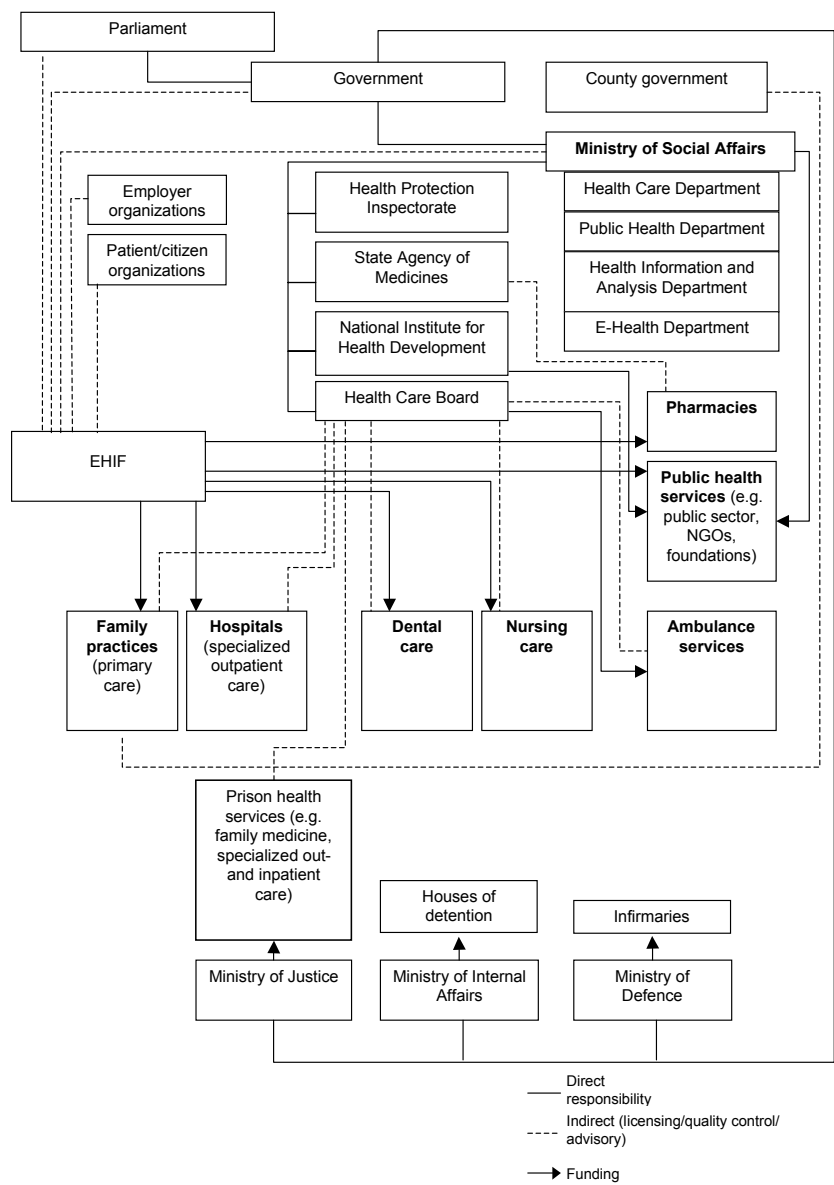 Parliament
Government
County government
Ministry of Social Affairs
Employer
organizations
Patient/citizen
organizations
Health Protection
Inspectorate
State Agency of
Medicines
National Institute for
Health Development
Health Care Board
Health Care Department
Public Health Department
Health Information and
Analysis Department
E-Health Department
EHIF
Pharmacies
Public health
services (e.g.
public sector,
NGOs,
foundations)
Family
practices
(primary
care)
Hospitals
(specialized
outpatient
care)
Dental
care
Nursing
care
Ambulance
services
Prison health
services (e.g.
family medicine,
specialized out-
and inpatient
care)
Houses of
detention
Infirmaries
Ministry of Justice
Ministry of Internal
Affairs
Ministry of
Defence
Direct
responsibility
Indirect (licensing/quality control/
advisory)
Funding